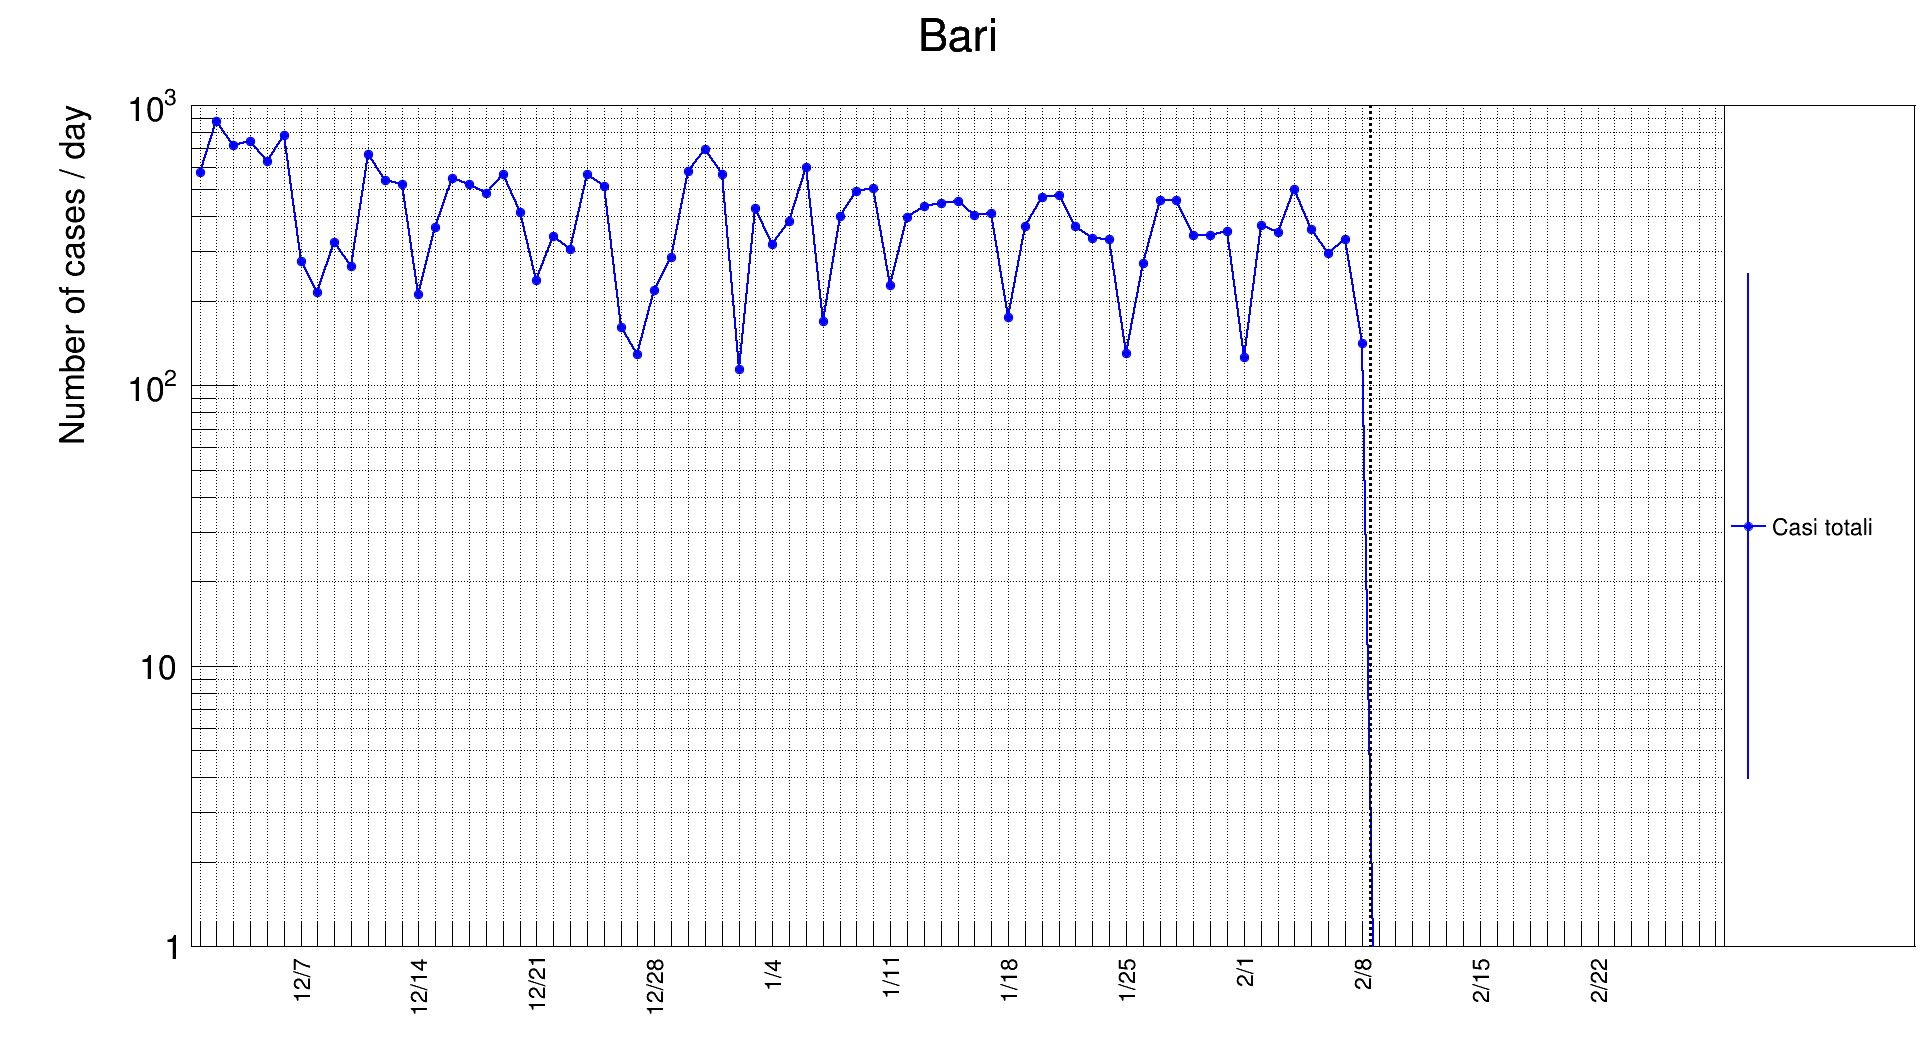 Bari
Number of cases / day
10³
10²
10
1
12/7 12/14 12/21 12/28 1/4 1/11 1/18 1/25 2/1 2/8 2/15 2/22
Casi totali